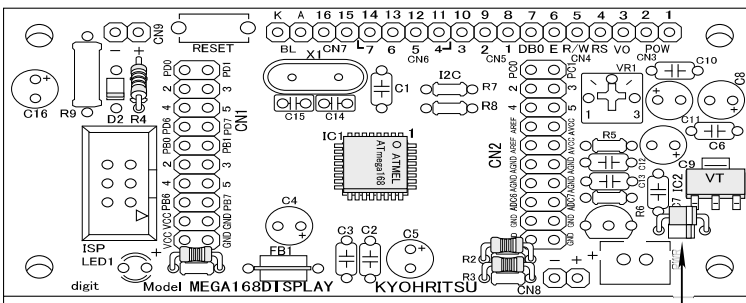 K A 16 15 14 13 12 11 10 9 8 7 6 5 4 3 2 1
BL CN7 7 6 5 4 3 2 1 DB0 E R/W RS VO POW
CN6 CN5 CN4 CN3
CN9
RESET
X1
C15 C14
C1
I2C
R7
R8
VR1
1 3
C10
C8
C11
C6
C16
R9
D2 R4
PD0 PD1
2 3
4 5
PD6 PD7
PB0 PB1
2 3
4 5
PB6 PB7
VCC GND
VCC GND
CN1
IC1
1
ATMEL
ATmega168
PC0 PC1
2 3
4 5
AREF AVCC
AREF AVCC
AGND AGND
AGND AGND
ADC6 ADC7
GND GND
GND
CN2
R5
C12
C13
R6
C9
IC2
VT
C7
ISP
LED1
C4
FB1
C3 C2
C5
R2
R3
CN8
digit Model MEGA168DISPLAY KYOHRITSU